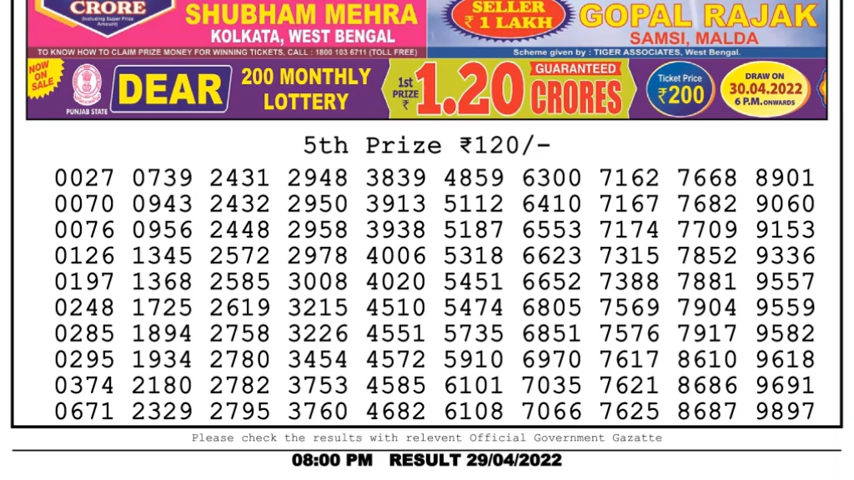 CRORE
(Including Super Prize Amount)
SHUBHAM MEHRA
KOLKATA, WEST BENGAL
TO KNOW HOW TO CLAIM PRIZE MONEY FOR WINNING TICKETS, CALL : 1800 103 6711 (TOLL FREE)
SELLER
₹ 1 LAKH
GOPAL RAJAK
SAMSI, MALDA
Scheme given by : TIGER ASSOCIATES, West Bengal.
NOW ON SALE
PUNJAB STATE
DEAR
200 MONTHLY
LOTTERY
1st PRIZE ₹
1.20
GUARANTEED
CRORES
Ticket Price
₹200
DRAW ON
30.04.2022
6 P.M. ONWARDS
5th Prize ₹120/-
0027 0739 2431 2948 3839 4859 6300 7162 7668 8901
0070 0943 2432 2950 3913 5112 6410 7167 7682 9060
0076 0956 2448 2958 3938 5187 6553 7174 7709 9153
0126 1345 2572 2978 4006 5318 6623 7315 7852 9336
0197 1368 2585 3008 4020 5451 6652 7388 7881 9557
0248 1725 2619 3215 4510 5474 6805 7569 7904 9559
0285 1894 2758 3226 4551 5735 6851 7576 7917 9582
0295 1934 2780 3454 4572 5910 6970 7617 8610 9618
0374 2180 2782 3753 4585 6101 7035 7621 8686 9691
0671 2329 2795 3760 4682 6108 7066 7625 8687 9897
Please check the results with relevent Official Government Gazatte
08:00 PM RESULT 29/04/2022